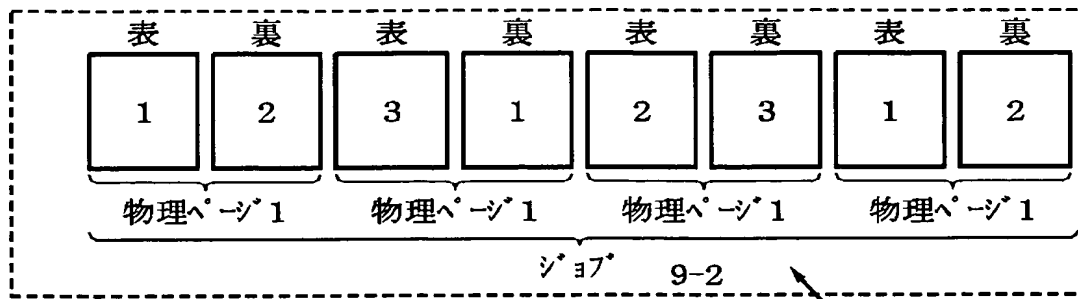 表 裏 表 裏 表 裏 表 裏
1 2 3 1 2 3 1 2
物理ページ1 物理ページ1 物理ページ1 物理ページ1
ジョブ 9-2